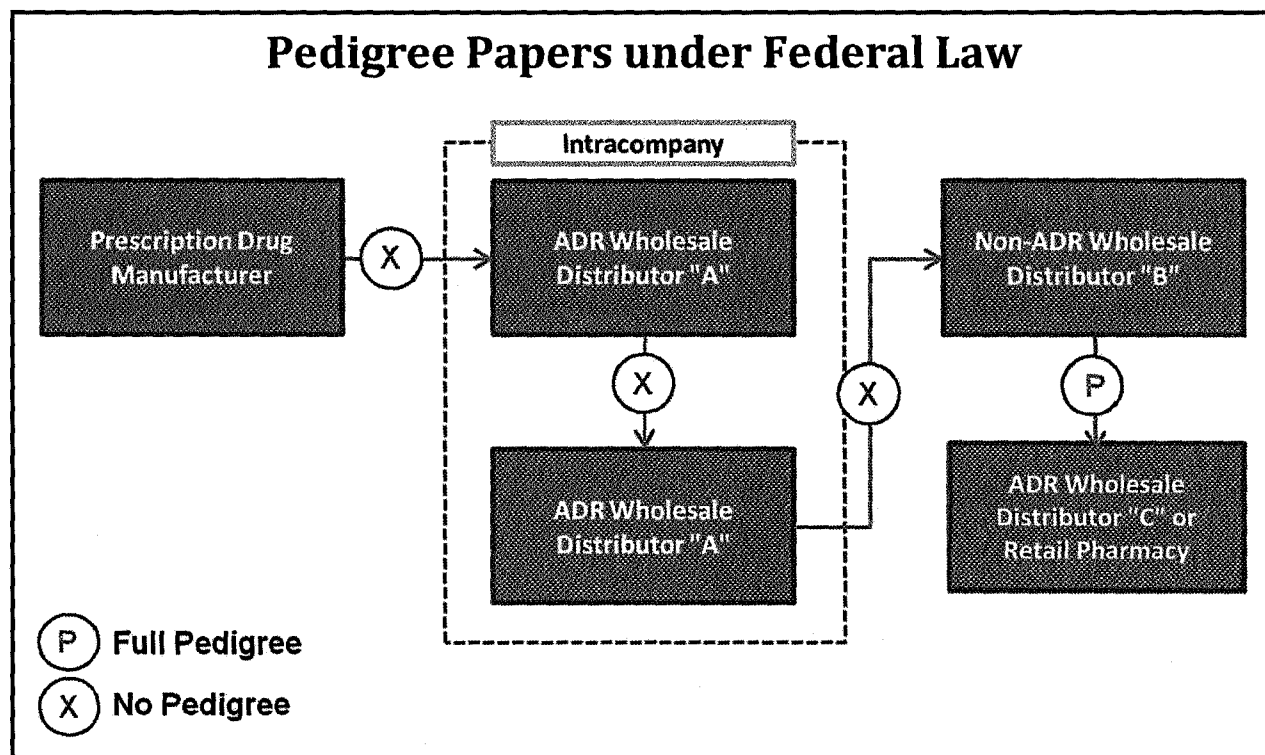 Pedigree Papers under Federal Law
Intracompany
Prescription Drug
Manufacturer
X
ADR Wholesale
Distributor "A"
X
ADR Wholesale
Distributor "A"
X
Non-ADR Wholesale
Distributor "B"
P
ADR Wholesale
Distributor "C" or
Retail Pharmacy
P Full Pedigree
X No Pedigree